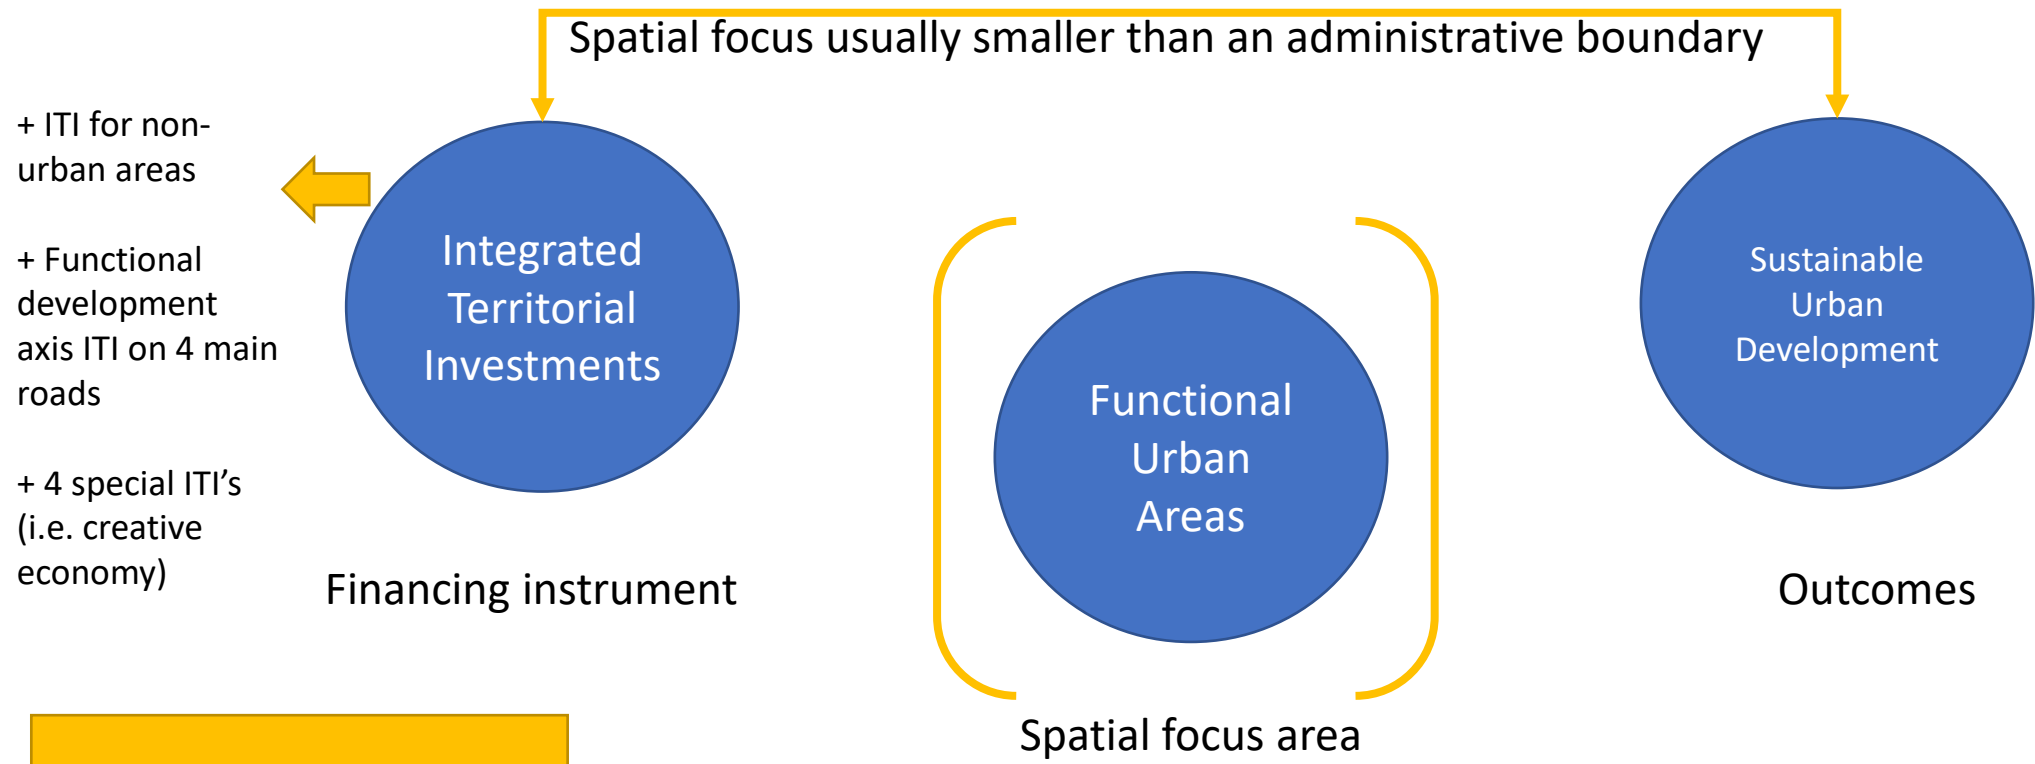 Spatial focus usually smaller than an administrative boundary
+ ITI for non-
urban areas
+ Functional
development
axis ITI on 4 main
roads
+ 4 special ITI’s
(i.e. creative
economy)
Integrated
Territorial
Investments
Financing instrument
Functional
Urban
Areas
Spatial focus area
Sustainable
Urban
Development
Outcomes